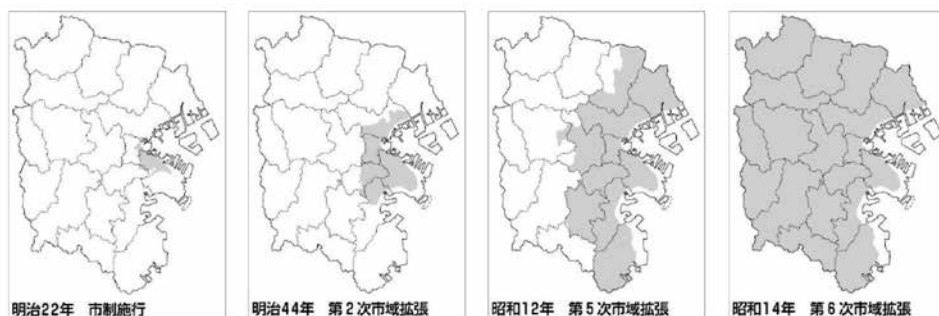 明治22年 市制施行
明治44年 第2次市域拡張
昭和12年 第5次市域拡張
昭和14年 第6次市域拡張